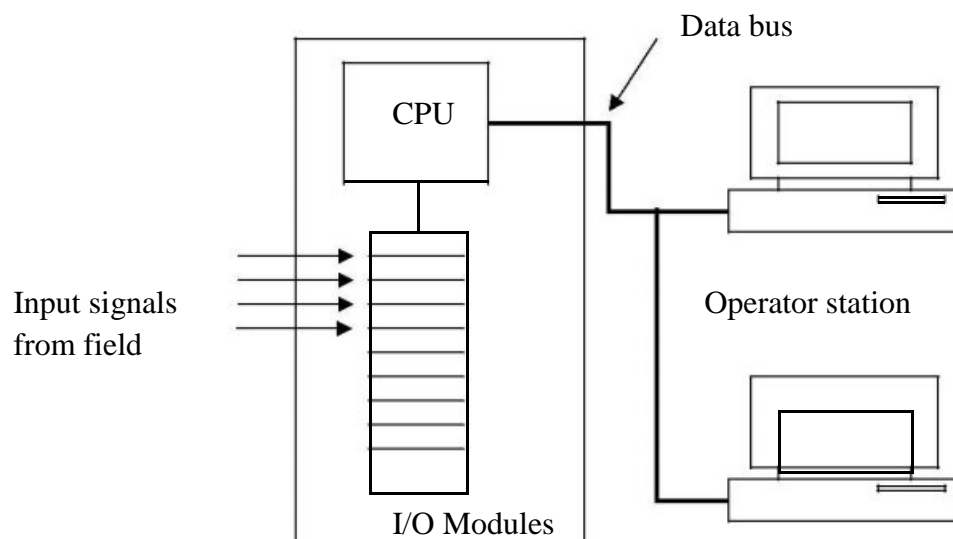 Data bus
CPU
Input signals
from field
Operator station
I/O Modules